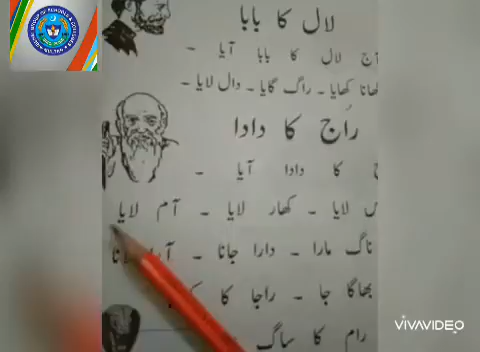 لال کا بابا
آج لال کا بابا آیا ۔
کھانا کھایا ۔ راگ گایا ۔ دال لایا ۔
راج کا دادا
کا دادا آیا ۔
لایا ۔ کھار لایا ۔ آم لایا
ناگ مارا ۔ دارا جانا ۔
بھاگا جا ۔ راجا کا
رام کا ساگ
VIVAVIDEO